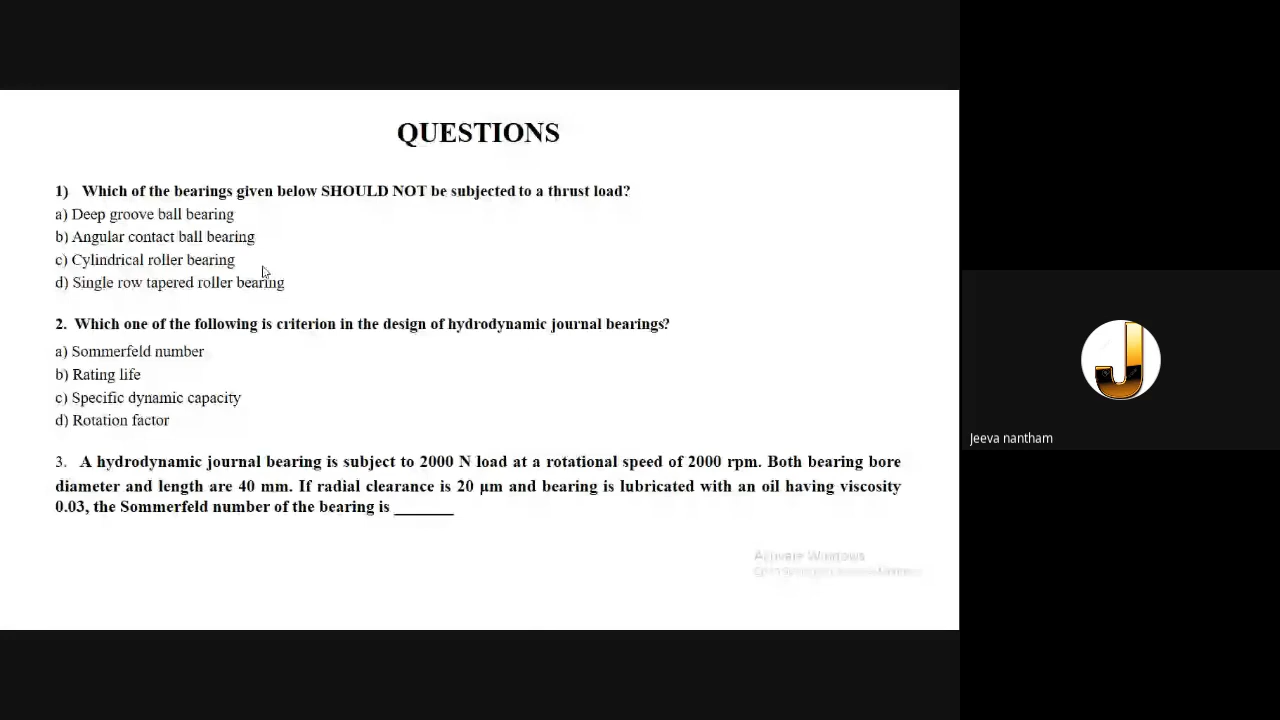 QUESTIONS
1) Which of the bearings given below SHOULD NOT be subjected to a thrust load?
a) Deep groove ball bearing
b) Angular contact ball bearing
c) Cylindrical roller bearing
d) Single row tapered roller bearing
2. Which one of the following is criterion in the design of hydrodynamic journal bearings?
a) Sommerfeld number
b) Rating life
c) Specific dynamic capacity
d) Rotation factor
3. A hydrodynamic journal bearing is subject to 2000 N load at a rotational speed of 2000 rpm. Both bearing bore
diameter and length are 40 mm. If radial clearance is 20 μm and bearing is lubricated with an oil having viscosity
0.03, the Sommerfeld number of the bearing is _______
Activate Windows
Jeeva nantham